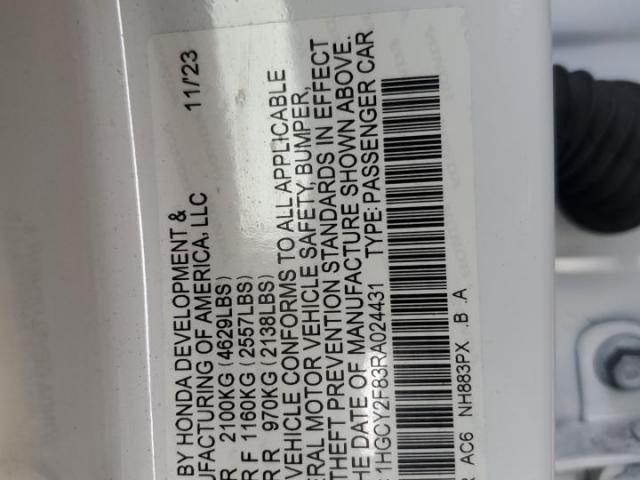 11/'23
BY HONDA DEVELOPMENT &
UFACTURING OF AMERICA, LLC
R 2100KG (4629LBS)
R F 1160KG (2557LBS)
R R 970KG (2138LBS)
VEHICLE CONFORMS TO ALL APPLICABLE
ERAL MOTOR VEHICLE SAFETY, BUMPER,
THEFT PREVENTION STANDARDS IN EFFECT
THE DATE OF MANUFACTURE SHOWN ABOVE.
1HGCY2F83RA024431 TYPE: PASSENGER CAR
R AC6 NH883PX .B .A